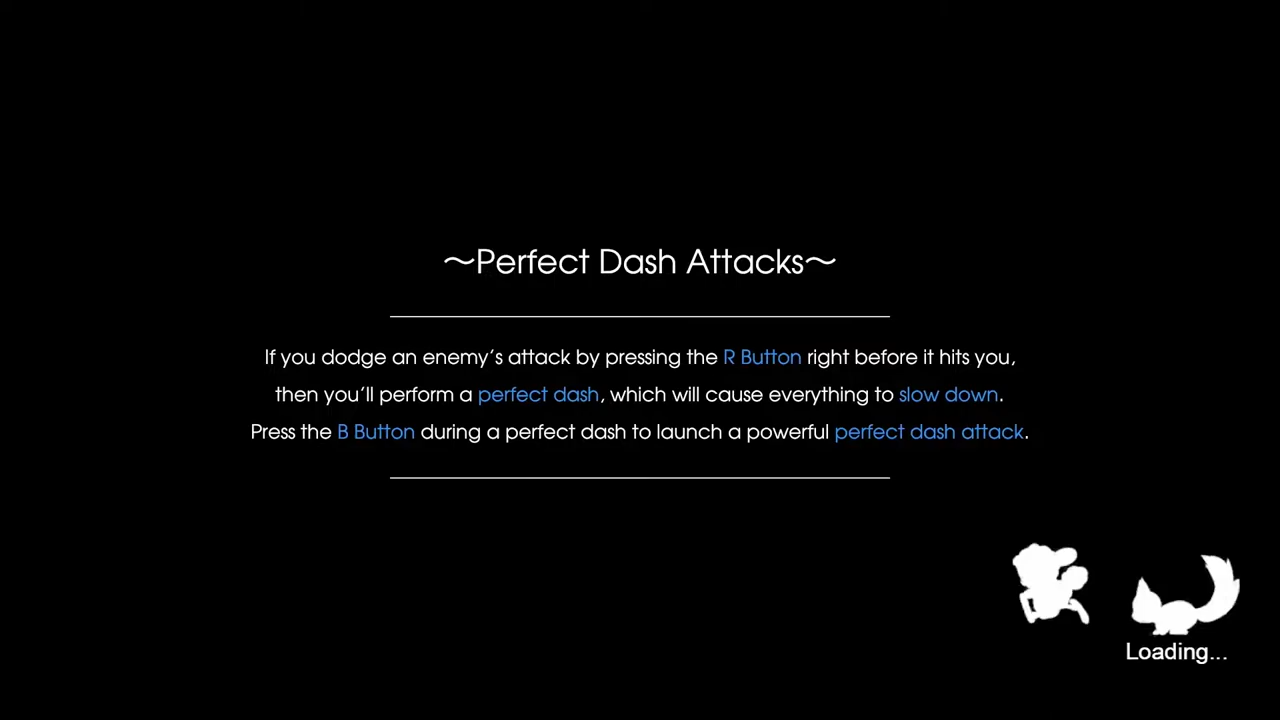 ～Perfect Dash Attacks～
If you dodge an enemy's attack by pressing the R Button right before it hits you,
then you'll perform a perfect dash, which will cause everything to slow down.
Press the B Button during a perfect dash to launch a powerful perfect dash attack.
Loading...